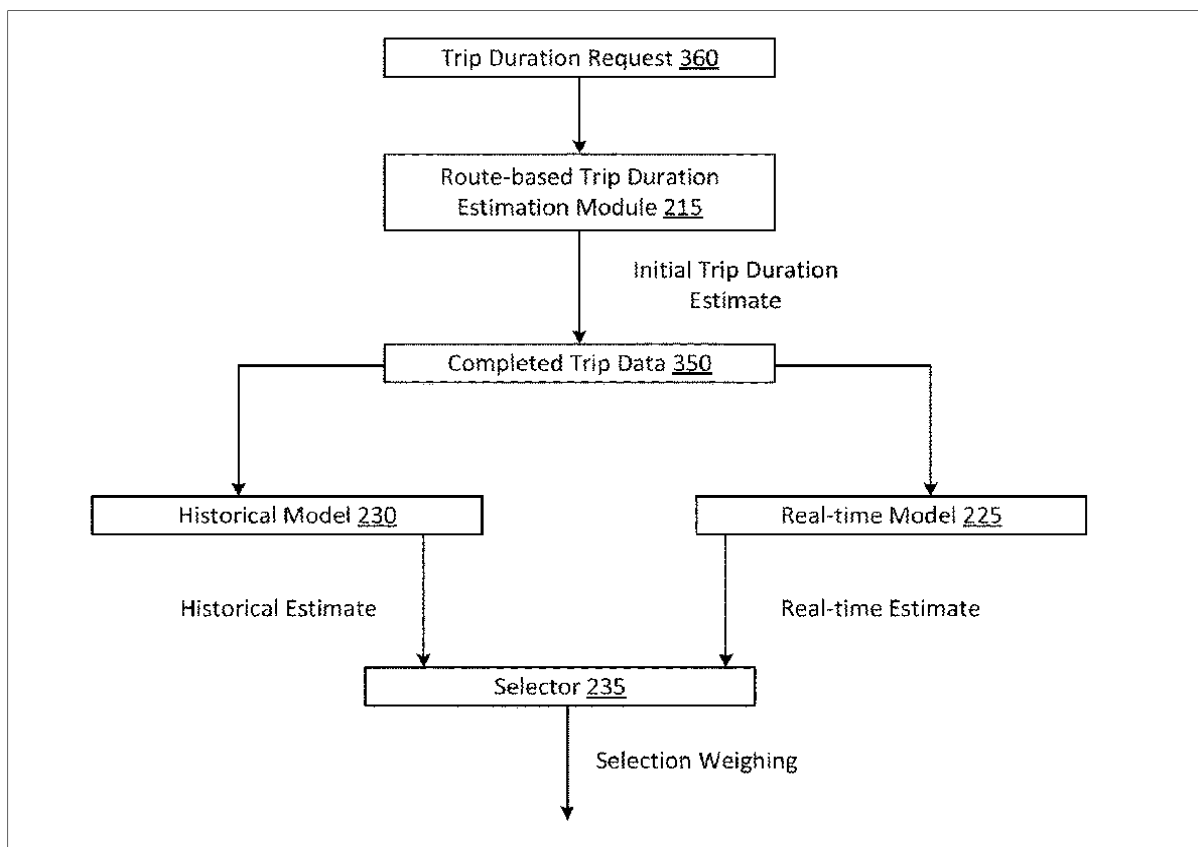 Trip Duration Request 360
Route-based Trip Duration
Estimation Module 215
Initial Trip Duration
Estimate
Completed Trip Data 350
Historical Model 230
Real-time Model 225
Historical Estimate
Real-time Estimate
Selector 235
Selection Weighing